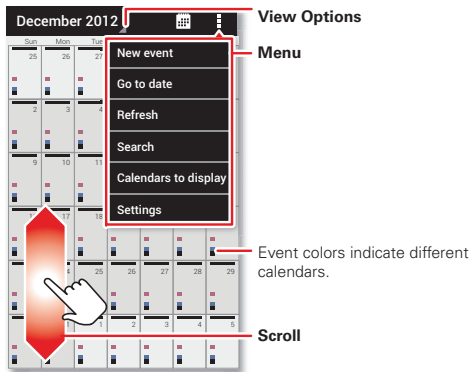 December 2012
View Options
Menu
Sun Mon Tue
25 26 27
New event
Go to date
2 3 4
Refresh
Search
9 10 11
Calendars to display
Settings
17 18
Event colors indicate different
calendars.
25 26 27 28 29
1 1 2 3 4 5
Scroll